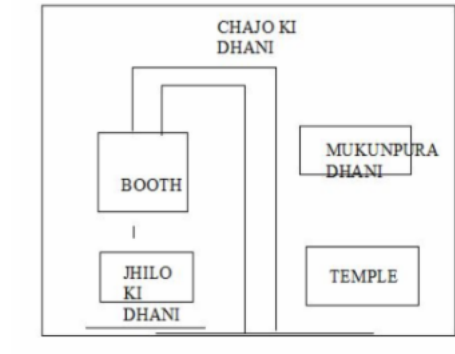 CHAJO KI
DHANI
MUKUNPURA
DHANI
BOOTH
JHILO
KI
DHANI
TEMPLE